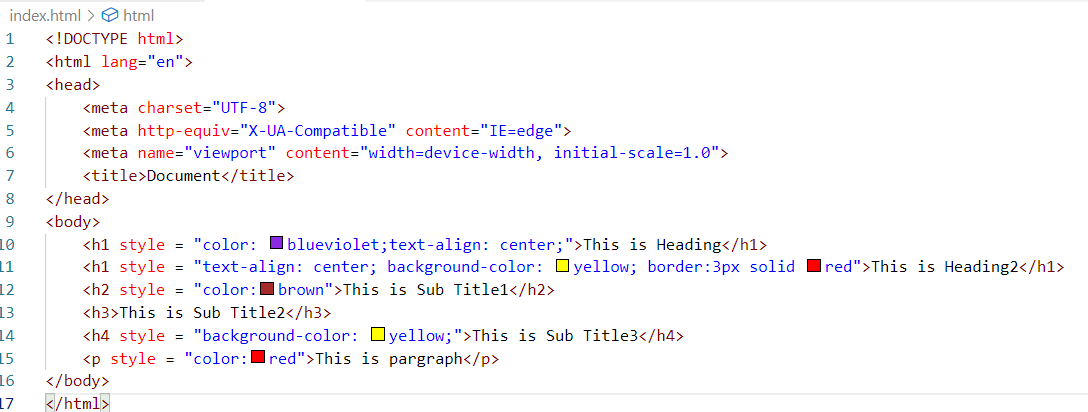 index.html > html
1 <!DOCTYPE html>
2 <html lang="en">
3 <head>
4     <meta charset="UTF-8">
5     <meta http-equiv="X-UA-Compatible" content="IE=edge">
6     <meta name="viewport" content="width=device-width, initial-scale=1.0">
7     <title>Document</title>
8 </head>
9 <body>
10     <h1 style = "color: blueviolet;text-align: center;">This is Heading</h1>
11     <h1 style = "text-align: center; background-color: yellow; border:3px solid red">This is Heading2</h1>
12     <h2 style = "color:brown">This is Sub Title1</h2>
13     <h3>This is Sub Title2</h3>
14     <h4 style = "background-color: yellow;">This is Sub Title3</h4>
15     <p style = "color:red">This is pargraph</p>
16 </body>
17 </html>